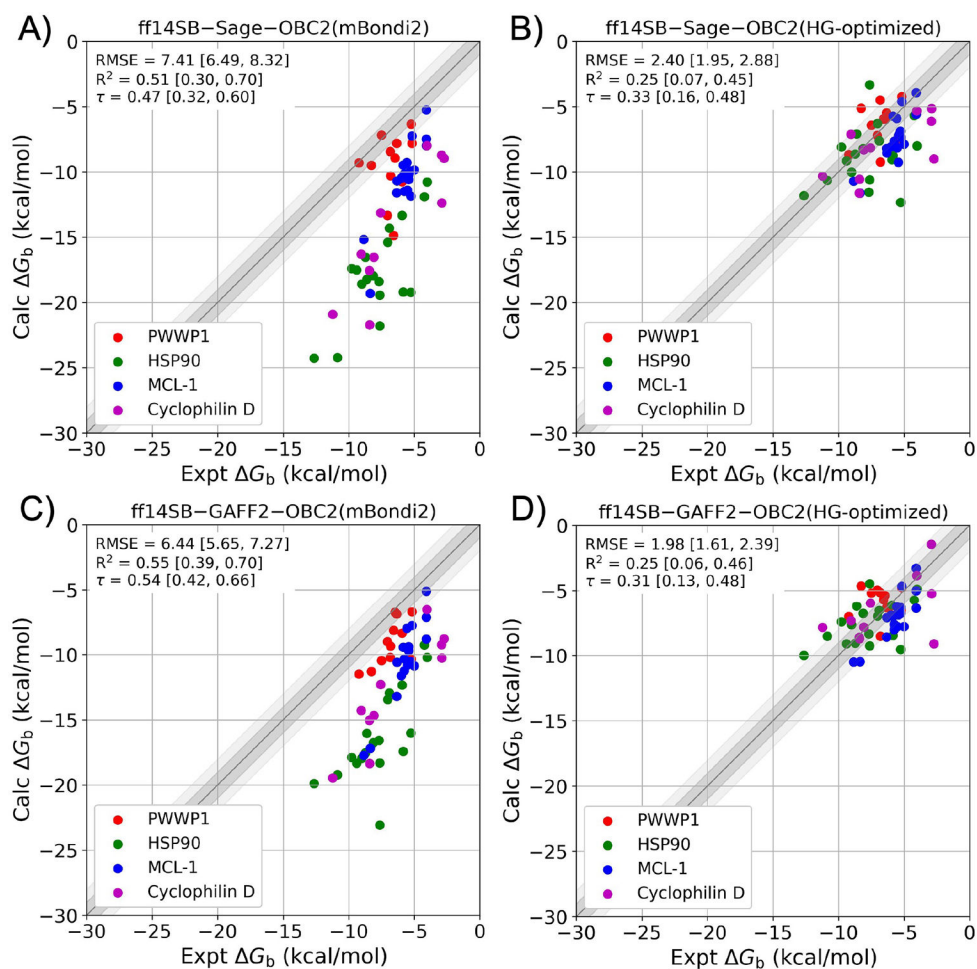 A)
ff14SB−Sage−OBC2(mBondi2)
RMSE = 7.41 [6.49, 8.32]
R² = 0.51 [0.30, 0.70]
τ = 0.47 [0.32, 0.60]
0
−5
−10
−15
−20
−25
−30
Calc ΔG_b (kcal/mol)
PWWP1
HSP90
MCL-1
Cyclophilin D
−30 −25 −20 −15 −10 −5 0
Expt ΔG_b (kcal/mol)
B)
ff14SB−Sage−OBC2(HG-optimized)
RMSE = 2.40 [1.95, 2.88]
R² = 0.25 [0.07, 0.45]
τ = 0.33 [0.16, 0.48]
0
−5
−10
−15
−20
−25
−30
Calc ΔG_b (kcal/mol)
PWWP1
HSP90
MCL-1
Cyclophilin D
−30 −25 −20 −15 −10 −5 0
Expt ΔG_b (kcal/mol)
C)
ff14SB−GAFF2−OBC2(mBondi2)
RMSE = 6.44 [5.65, 7.27]
R² = 0.55 [0.39, 0.70]
τ = 0.54 [0.42, 0.66]
0
−5
−10
−15
−20
−25
−30
Calc ΔG_b (kcal/mol)
PWWP1
HSP90
MCL-1
Cyclophilin D
−30 −25 −20 −15 −10 −5 0
Expt ΔG_b (kcal/mol)
D)
ff14SB−GAFF2−OBC2(HG-optimized)
RMSE = 1.98 [1.61, 2.39]
R² = 0.25 [0.06, 0.46]
τ = 0.31 [0.13, 0.48]
0
−5
−10
−15
−20
−25
−30
Calc ΔG_b (kcal/mol)
PWWP1
HSP90
MCL-1
Cyclophilin D
−30 −25 −20 −15 −10 −5 0
Expt ΔG_b (kcal/mol)